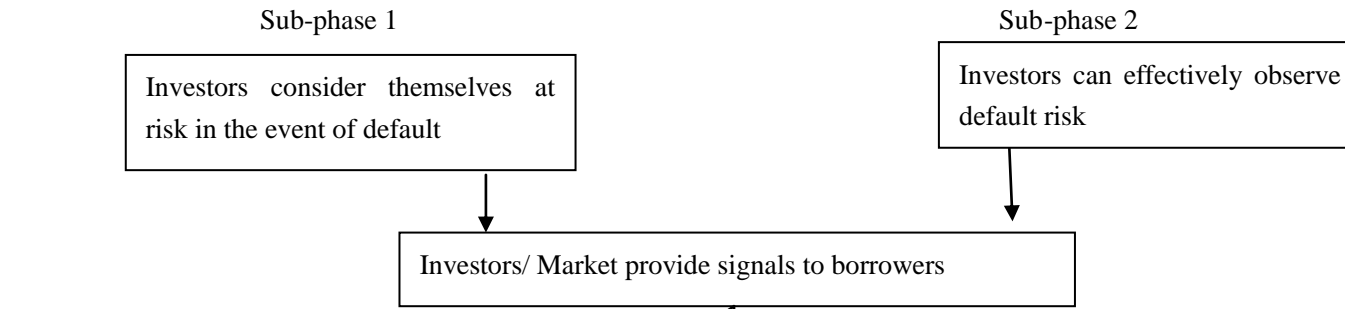 Sub-phase 1
Sub-phase 2
Investors consider themselves at
risk in the event of default
Investors can effectively observe
default risk
Investors/ Market provide signals to borrowers